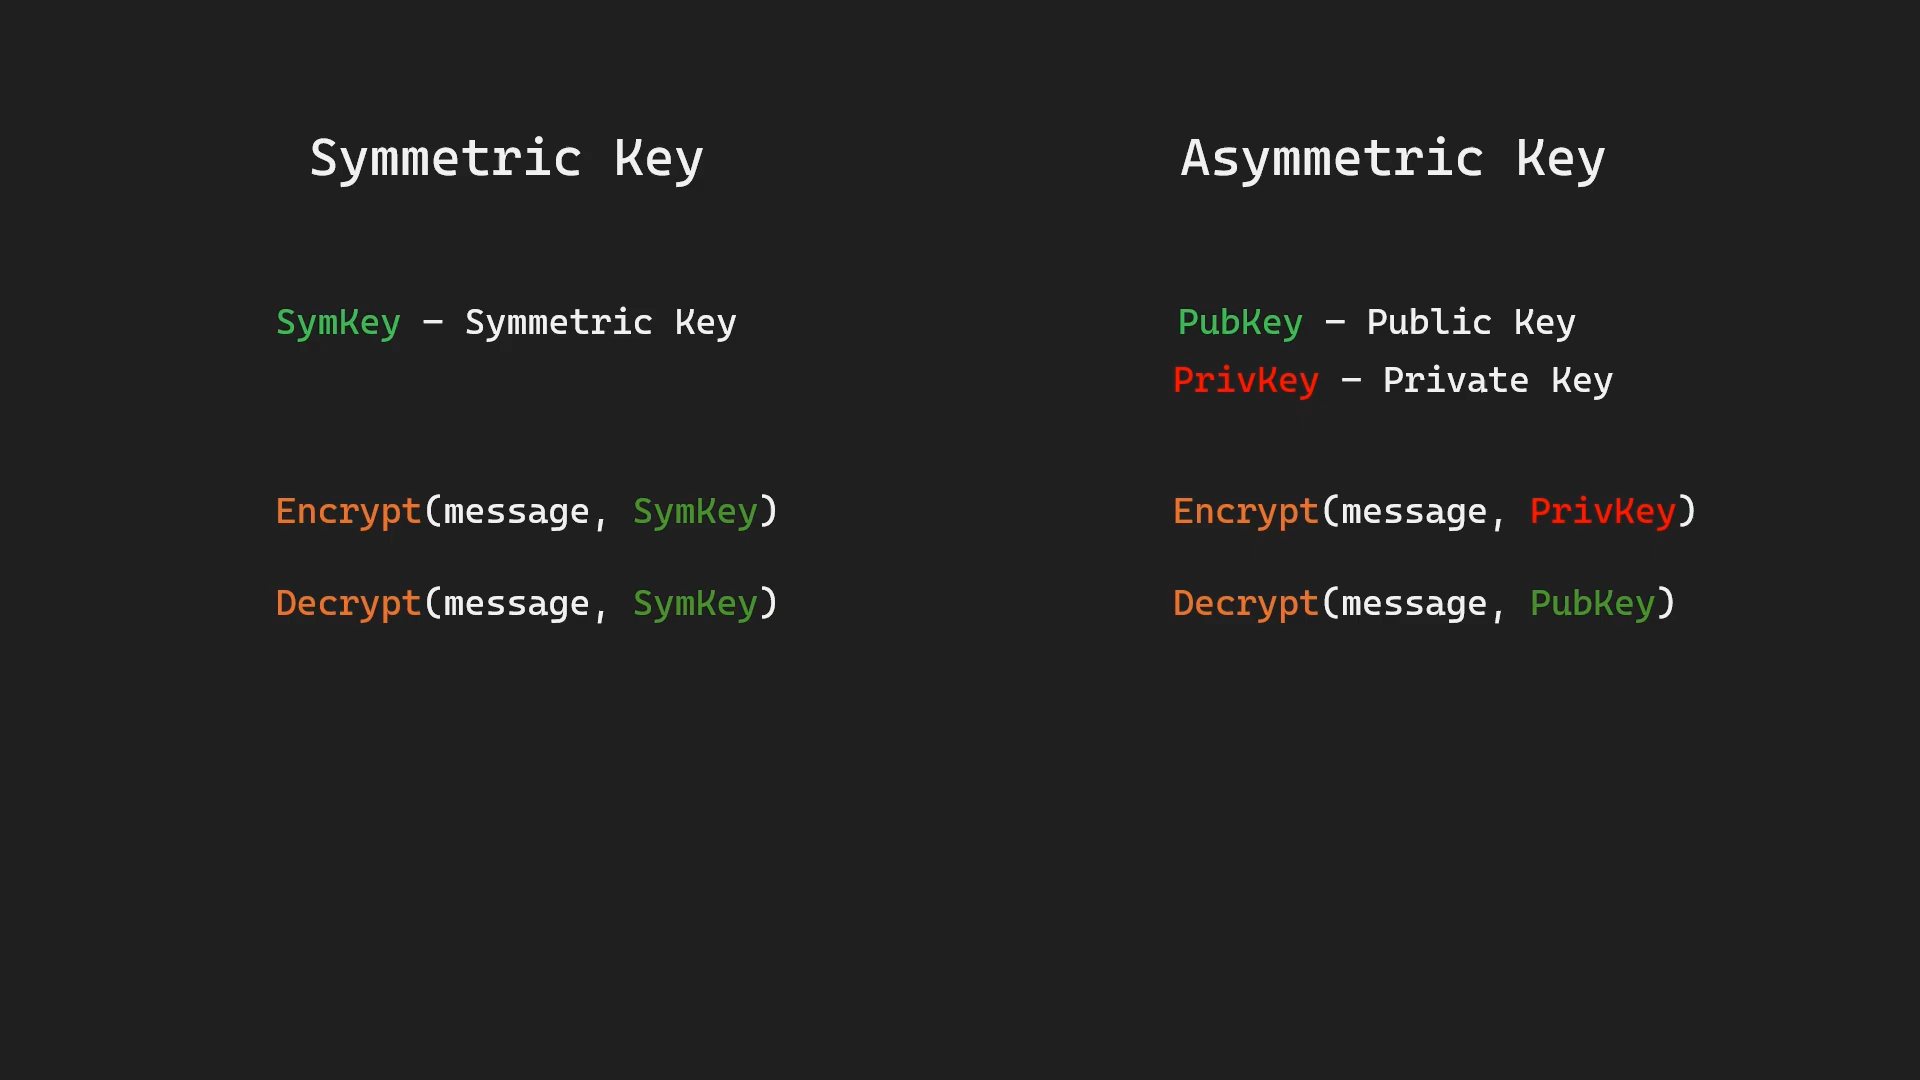 Symmetric Key
SymKey – Symmetric Key
Encrypt(message, SymKey)
Decrypt(message, SymKey)
Asymmetric Key
PubKey – Public Key
PrivKey – Private Key
Encrypt(message, PrivKey)
Decrypt(message, PubKey)